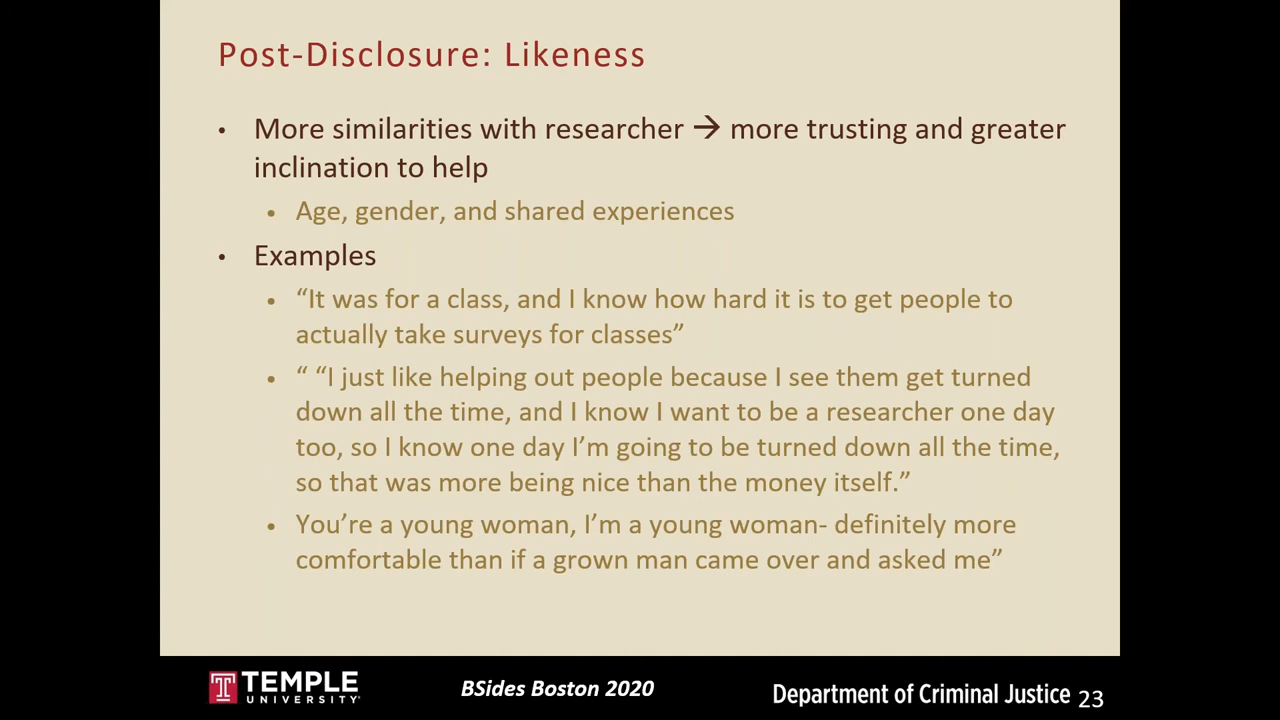 Post-Disclosure: Likeness
• More similarities with researcher → more trusting and greater
inclination to help
• Age, gender, and shared experiences
• Examples
• “It was for a class, and I know how hard it is to get people to
actually take surveys for classes”
• “ “I just like helping out people because I see them get turned
down all the time, and I know I want to be a researcher one day
too, so I know one day I’m going to be turned down all the time,
so that was more being nice than the money itself.”
• You’re a young woman, I’m a young woman- definitely more
comfortable than if a grown man came over and asked me”
T TEMPLE
UNIVERSITY
BSides Boston 2020
Department of Criminal Justice 23